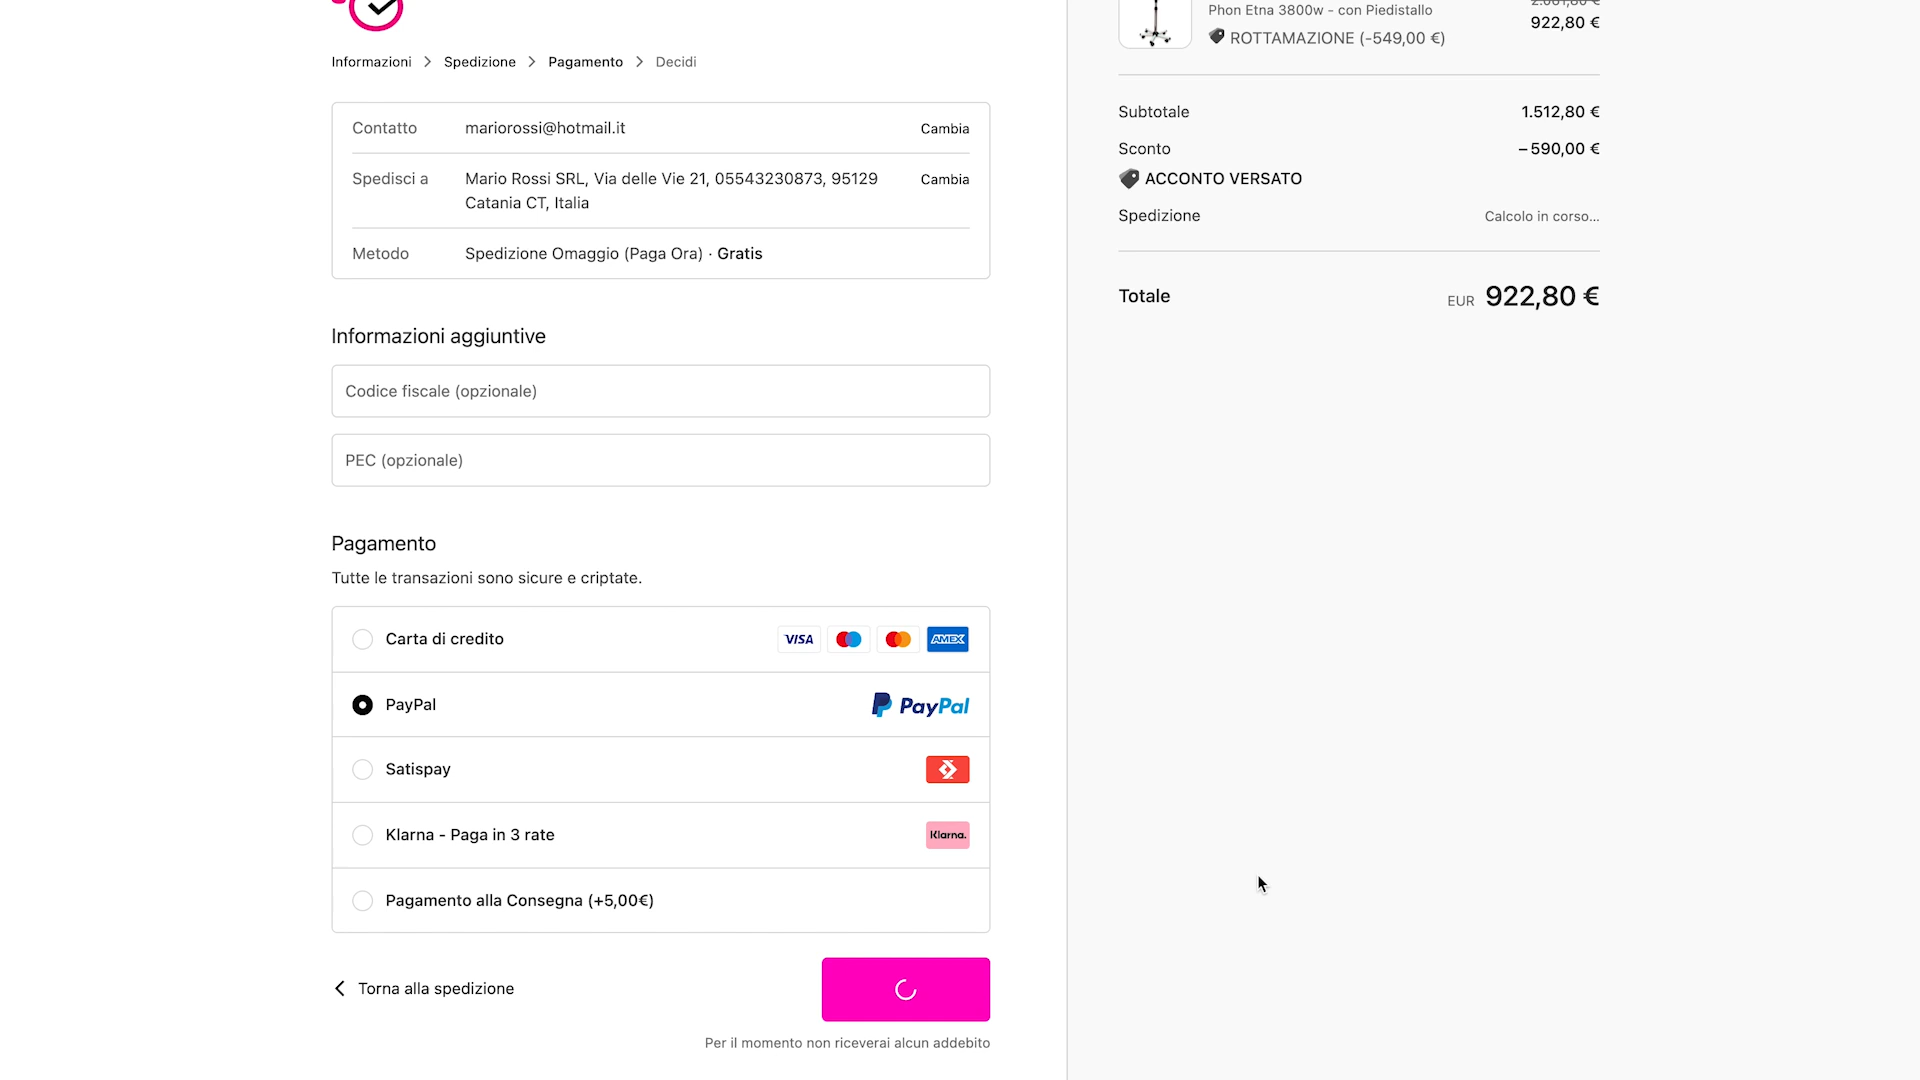 Informazioni > Spedizione > Pagamento > Decidi
Contatto mariorossi@hotmail.it Cambia
Spedisci a Mario Rossi SRL, Via delle Vie 21, 05543230873, 95129 Cambia
Catania CT, Italia
Metodo Spedizione Omaggio (Paga Ora) · Gratis
Informazioni aggiuntive
Codice fiscale (opzionale)
PEC (opzionale)
Pagamento
Tutte le transazioni sono sicure e criptate.
Carta di credito VISA AMEX
PayPal PayPal
Satispay
Klarna - Paga in 3 rate Klarna.
Pagamento alla Consegna (+5,00€)
Torna alla spedizione
Per il momento non riceverai alcun addebito
Phon Etna 3800w - con Piedistallo
922,80 €
ROTTAMAZIONE (-549,00 €)
Subtotale 1.512,80 €
Sconto –590,00 €
ACCONTO VERSATO
Spedizione Calcolo in corso...
Totale EUR 922,80 €